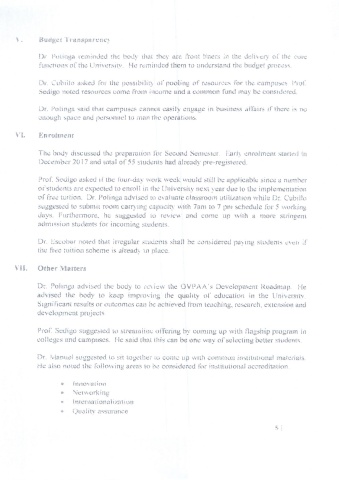 V. Budget Transparency
Dr. Polinga reminded the body that they are front liners in the delivery of the core
functions of the University. He reminded them to understand the budget process.
Dr. Cubillo asked for the possibility of pooling of resources for the campuses. Prof.
Sedigo noted resources come from income and a common fund may be considered.
Dr. Polinga said that campuses cannot easily engage in business affairs if there is no
enough space and personnel to man the operations.
VI. Enrolment
The body discussed the preparation for Second Semester. Early enrolment started in
December 2017 and total of 55 students had already pre-registered.
Prof. Sedigo asked if the four-day work week would still be applicable since a number
of students are expected to enroll in the University next year due to the implementation
of free tuition. Dr. Polinga advised to evaluate classroom utilization while Dr. Cubillo
suggested to submit room carrying capacity with 7am to 7 pm schedule for 5 working
days. Furthermore, he suggested to review and come up with a more stringent
admission students for incoming students.
Dr. Escobar noted that irregular students shall be considered paying students even if
the free tuition scheme is already in place.
VII. Other Matters
Dr. Polinga advised the body to review the OVPAA's Development Roadmap. He
advised the body to keep improving the quality of education in the University.
Significant results or outcomes can be achieved from teaching, research, extension and
development projects.
Prof. Sedigo suggested to streamline offering by coming up with flagship program in
colleges and campuses. He said that this can be one way of selecting better students.
Dr. Manual suggested to sit together to come up with common institutional materials.
He also noted the following areas to be considered for institutional accreditation
• Innovation
• Networking
• Internationalization
• Quality assurance